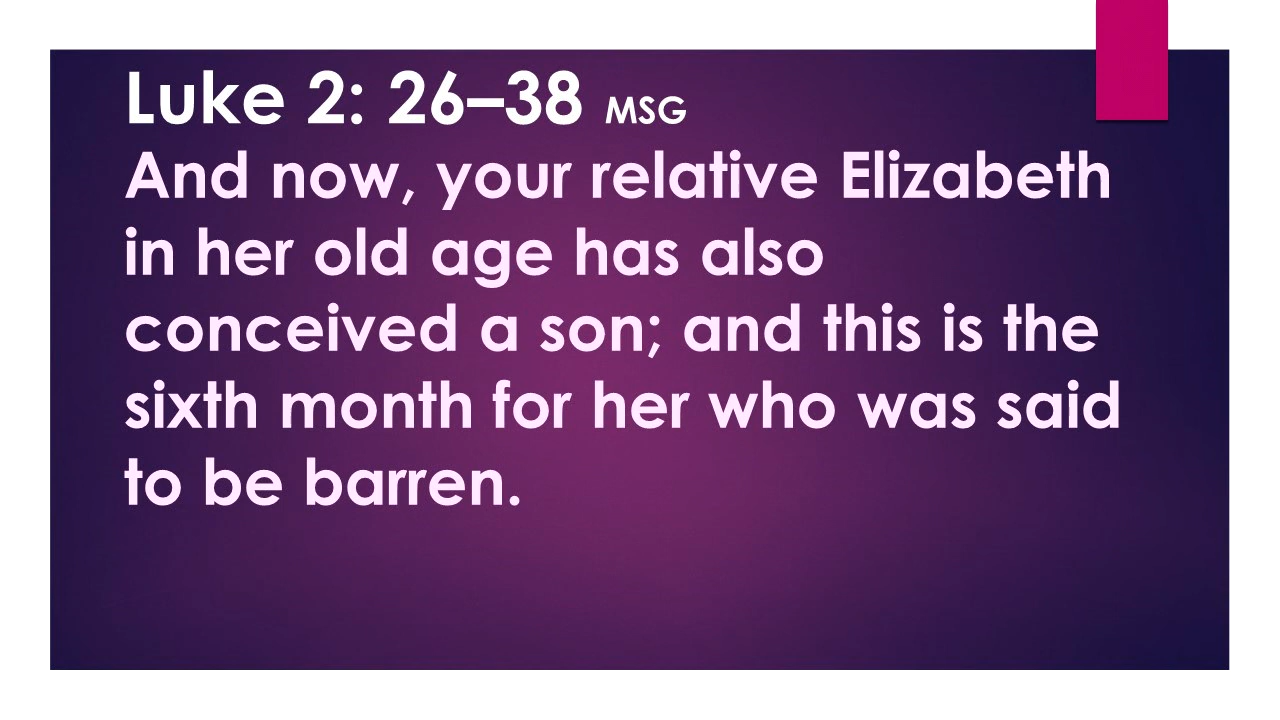 Luke 2: 26–38 MSG
And now, your relative Elizabeth
in her old age has also
conceived a son; and this is the
sixth month for her who was said
to be barren.